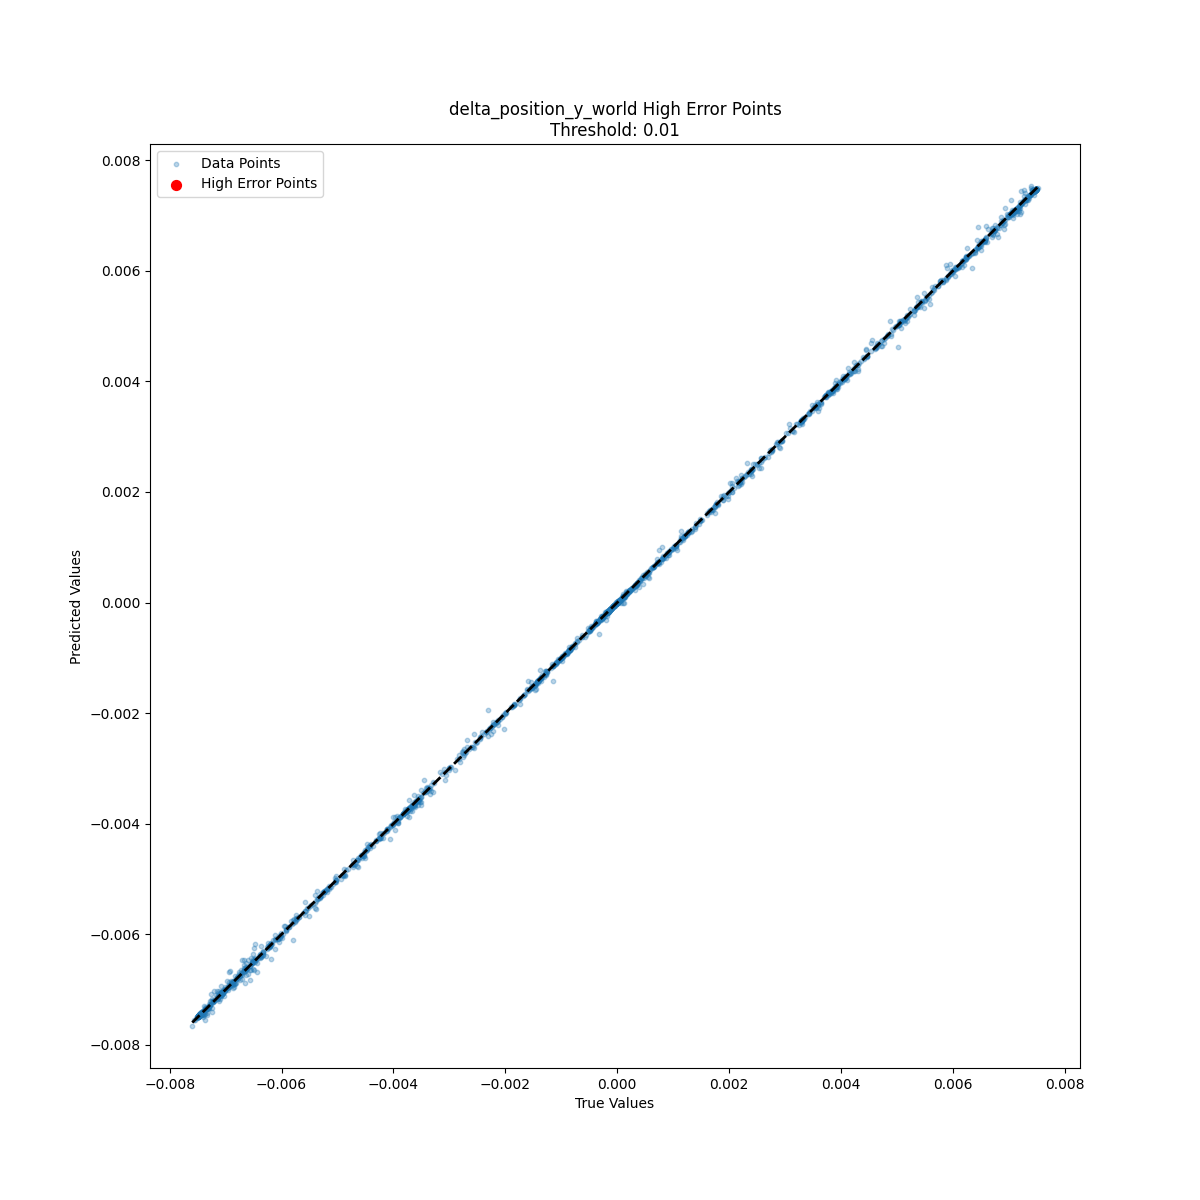 delta_position_y_world High Error Points
Threshold: 0.01
Data Points
High Error Points
0.008
0.006
0.004
0.002
0.000
−0.002
−0.004
−0.006
−0.008
Predicted Values
−0.008 −0.006 −0.004 −0.002 0.000 0.002 0.004 0.006 0.008
True Values